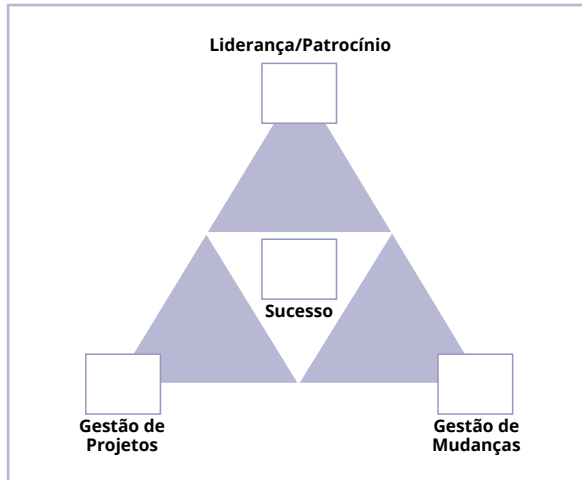 Liderança/Patrocínio
Sucesso
Gestão de
Projetos
Gestão de
Mudanças